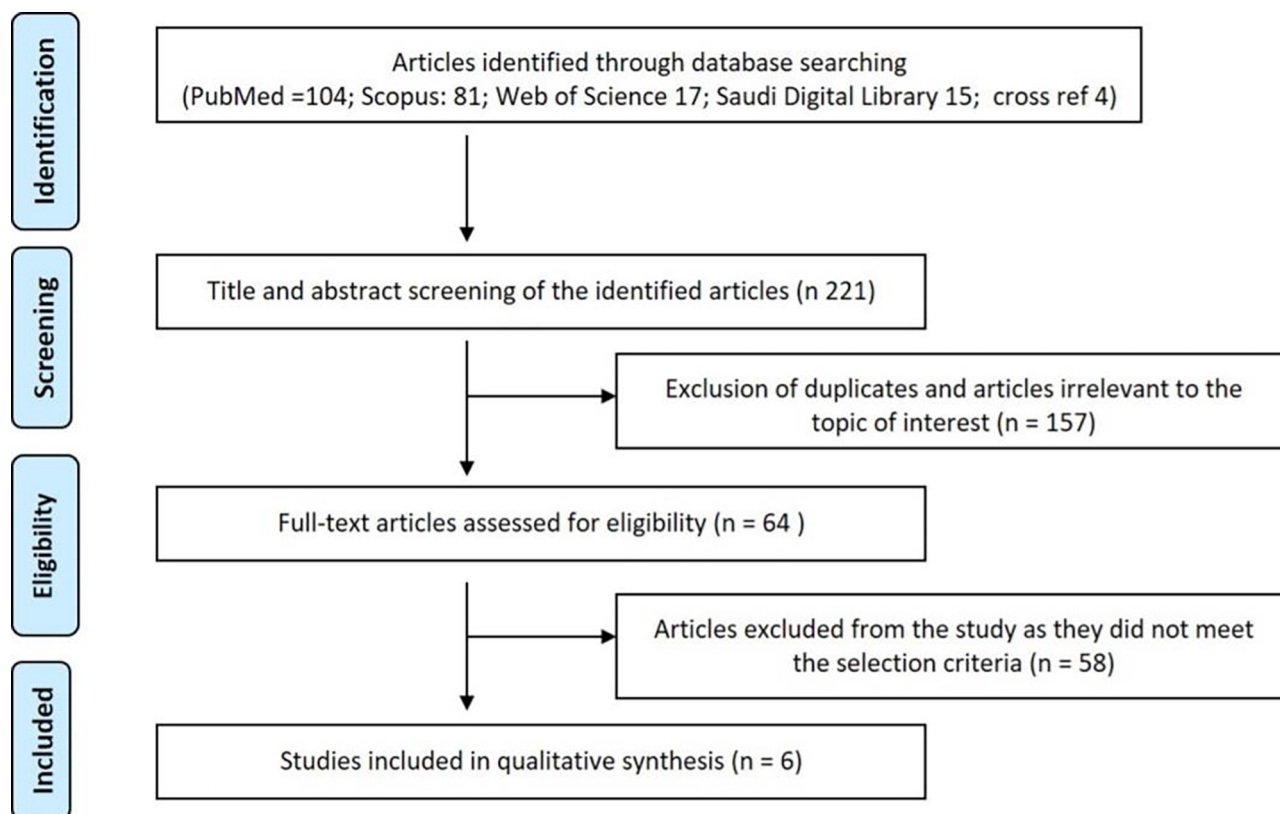 Identification
Articles identified through database searching
(PubMed =104; Scopus: 81; Web of Science 17; Saudi Digital Library 15;  cross ref 4)
Screening
Title and abstract screening of the identified articles (n 221)
Exclusion of duplicates and articles irrelevant to the
topic of interest (n = 157)
Eligibility
Full-text articles assessed for eligibility (n = 64 )
Articles excluded from the study as they did not meet
the selection criteria (n = 58)
Included
Studies included in qualitative synthesis (n = 6)